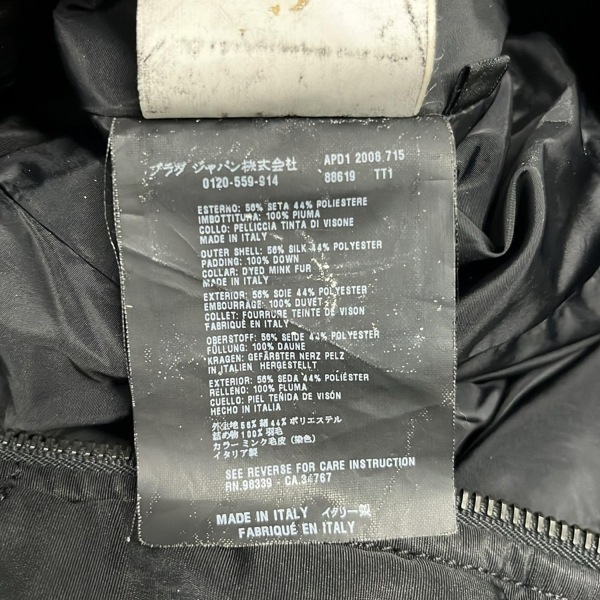 プラダ ジャパン株式会社 APD1 2008 715
0120-559-914 88619 TT1
ESTERNO: 56% SETA 44% POLIESTERE
IMBOTTITURA: 100% PIUMA
COLLO: PELLICCIA TINTA DI VISONE
MADE IN ITALY
OUTER SHELL: 56% SILK 44% POLYESTER
PADDING: 100% DOWN
COLLAR: DYED MINK FUR
MADE IN ITALY
EXTERIOR: 56% SOIE 44% POLYESTER
EMBOURRAGE: 100% DUVET
COLLET: FOURRURE TEINTE DE VISON
FABRIQUÉ EN ITALY
OBERSTOFF: 56% SEIDE 44% POLYESTER
FÜLLUNG: 100% DAUNE
KRAGEN: GEFÄRBTER NERZ PELZ
IN ITALIEN HERGESTELLT
EXTERIOR: 56% SEDA 44% POLIÉSTER
RELLENO: 100% PLUMA
CUELLO: PIEL TEÑIDA DE VISÓN
HECHO IN ITALIA
外生地 56% 絹 44% ポリエステル
詰め物 100% 羽毛
カラー ミンク毛皮 (染色)
イタリア製
SEE REVERSE FOR CARE INSTRUCTION
RN.98339 - CA.34767
MADE IN ITALY イタリー製
FABRIQUÉ EN ITALY